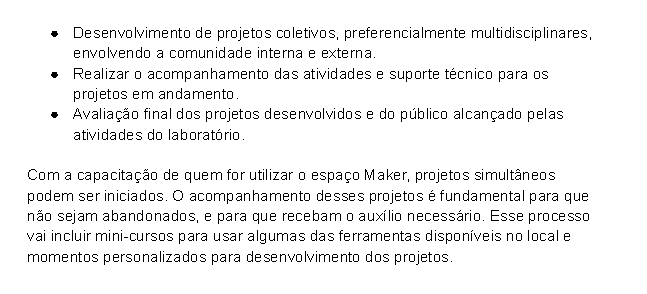 ● Desenvolvimento de projetos coletivos, preferencialmente multidisciplinares,
envolvendo a comunidade interna e externa.
● Realizar o acompanhamento das atividades e suporte técnico para os
projetos em andamento.
● Avaliação final dos projetos desenvolvidos e do público alcançado pelas
atividades do laboratório.
Com a capacitação de quem for utilizar o espaço Maker, projetos simultâneos
podem ser iniciados. O acompanhamento desses projetos é fundamental para que
não sejam abandonados, e para que recebam o auxílio necessário. Esse processo
vai incluir mini-cursos para usar algumas das ferramentas disponíveis no local e
momentos personalizados para desenvolvimento dos projetos.